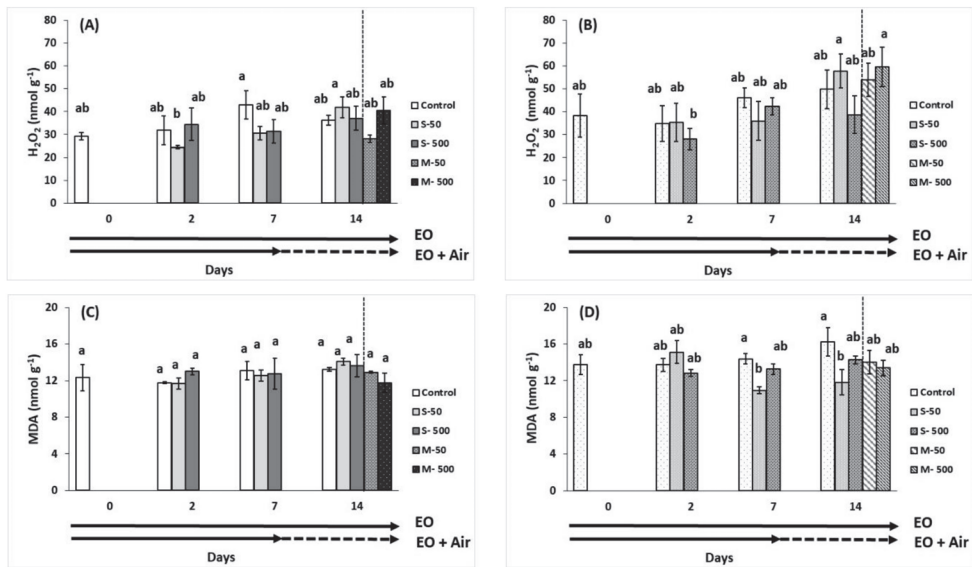 (A)
80
70
60
50
40
30
20
10
0
H₂O₂ (nmol g⁻¹)
ab
ab
b
ab
a
ab
ab
ab
a
ab
ab
ab
Control
S-50
S- 500
M-50
M- 500
0 2 7 14
EO
EO + Air
Days
(B)
80
70
60
50
40
30
20
10
0
H₂O₂ (nmol g⁻¹)
ab
ab
ab
b
ab
ab
ab
ab
a
ab
ab
a
Control
S-50
S- 500
M-50
M- 500
0 2 7 14
EO
EO + Air
Days
(C)
20
16
12
8
4
0
MDA (nmol g⁻¹)
a
a
a
a
a
a
a
a
a
a
a
a
Control
S-50
S- 500
M-50
M- 500
0 2 7 14
EO
EO + Air
Days
(D)
20
16
12
8
4
0
MDA (nmol g⁻¹)
ab
ab
ab
ab
a
b
ab
a
b
ab
ab
ab
Control
S-50
S- 500
M-50
M- 500
0 2 7 14
EO
EO + Air
Days